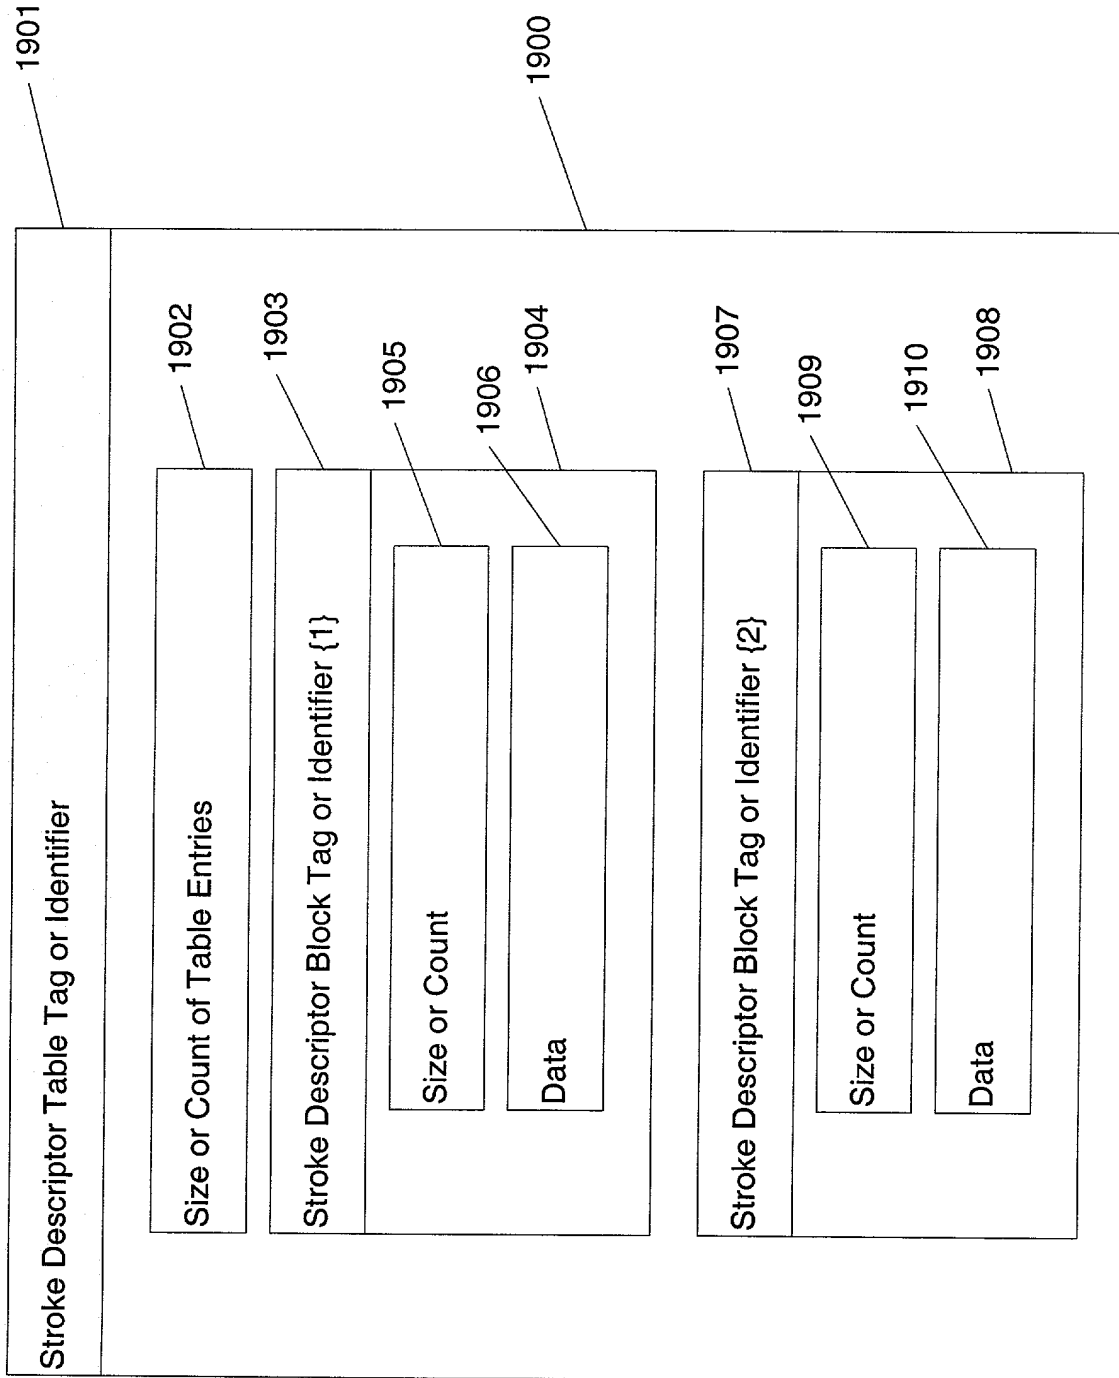 Stroke Descriptor Table Tag or Identifier
1901
1900
Size or Count of Table Entries
1902
Stroke Descriptor Block Tag or Identifier {1}
1903
Size or Count
1905
Data
1906
1904
Stroke Descriptor Block Tag or Identifier {2}
1907
Size or Count
1909
Data
1910
1908